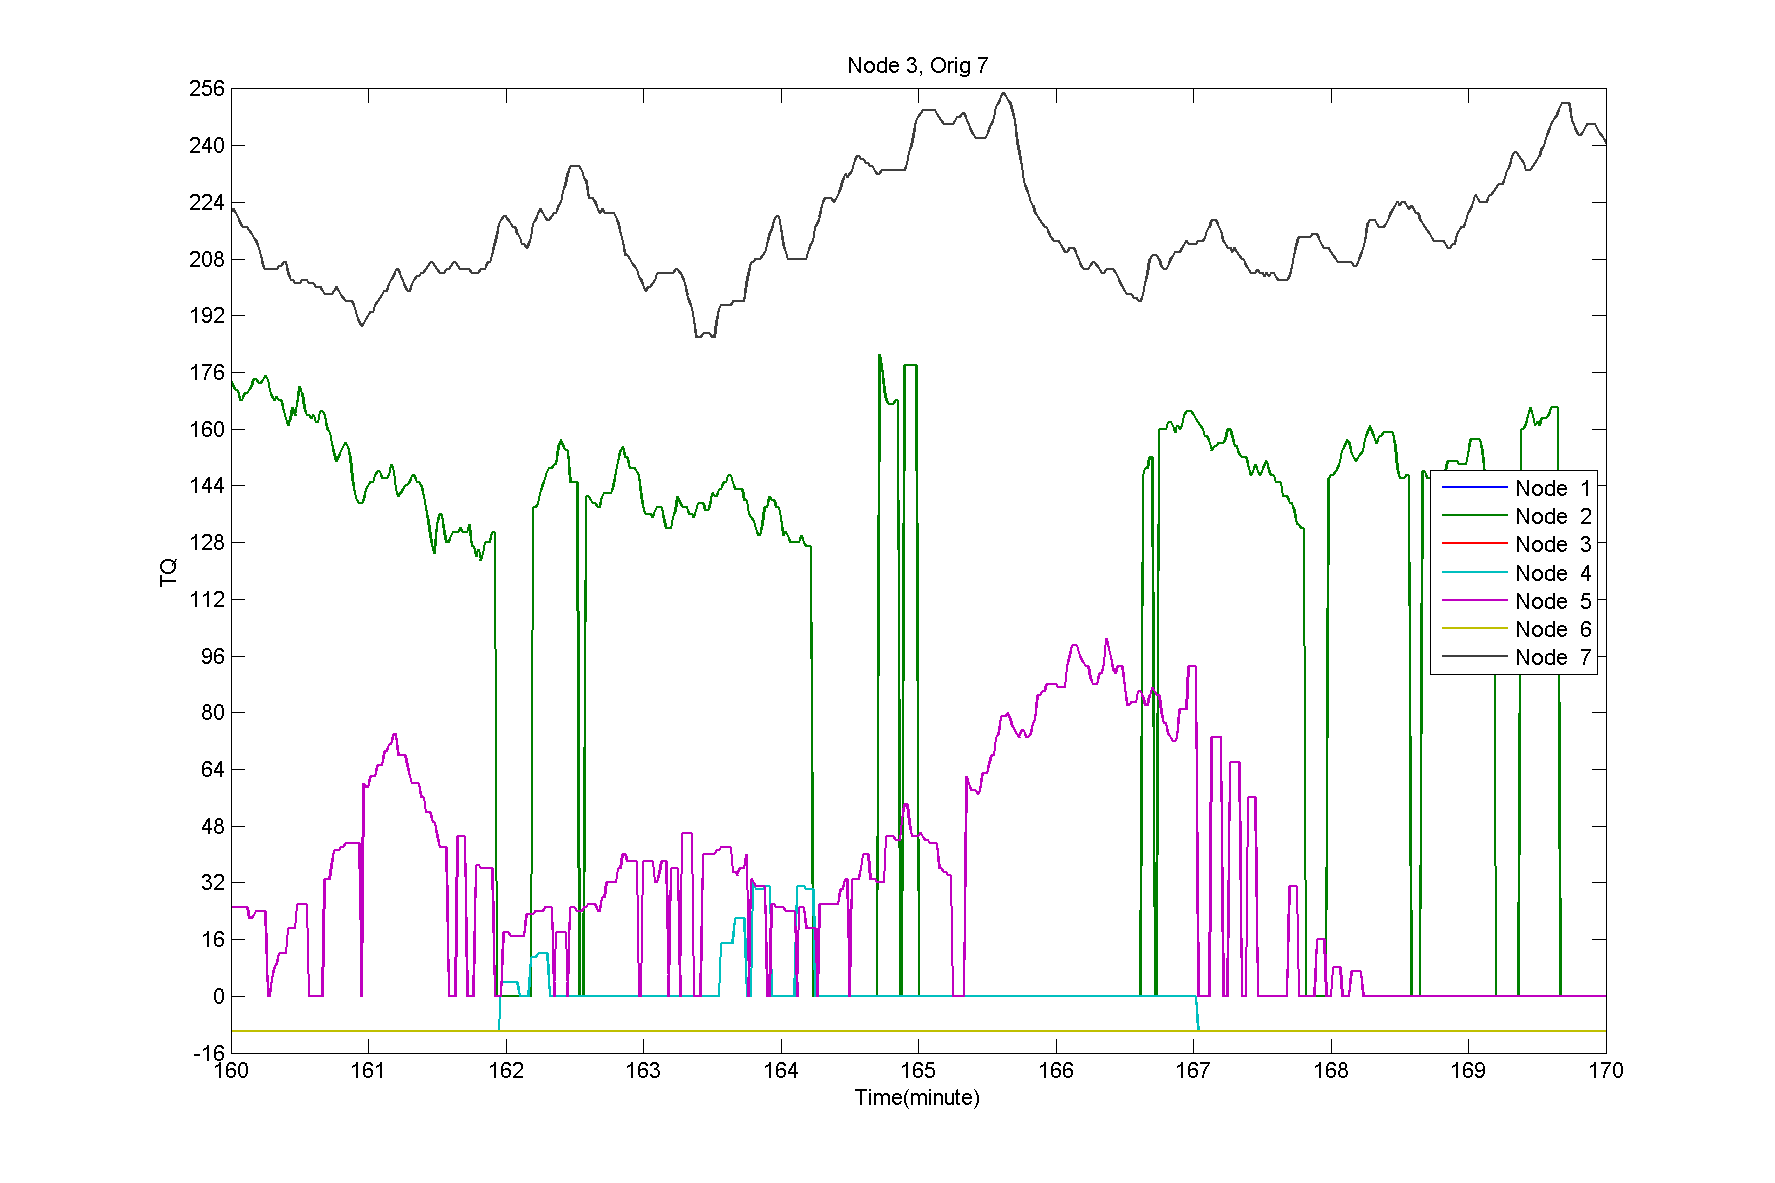 Node 3, Orig 7
256
240
224
208
192
176
160
144
128
112
96
80
64
48
32
16
0
-16
TQ
Node 1
Node 2
Node 3
Node 4
Node 5
Node 6
Node 7
160 161 162 163 164 165 166 167 168 169 170
Time(minute)